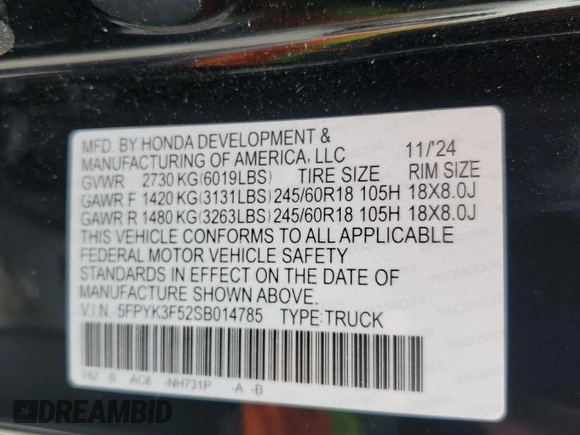 MFD. BY HONDA DEVELOPMENT &
MANUFACTURING OF AMERICA, LLC 11/'24
GVWR 2730 KG(6019LBS) TIRE SIZE RIM SIZE
GAWR F 1420 KG(3131LBS) 245/60R18 105H 18X8.0J
GAWR R 1480 KG(3263LBS) 245/60R18 105H 18X8.0J
THIS VEHICLE CONFORMS TO ALL APPLICABLE
FEDERAL MOTOR VEHICLE SAFETY
STANDARDS IN EFFECT ON THE DATE OF
MANUFACTURE SHOWN ABOVE.
V.I.N. 5FPYK3F52SB014785 TYPE:TRUCK
16Z -S AC8 -NH731P -A -B
DREAMBID